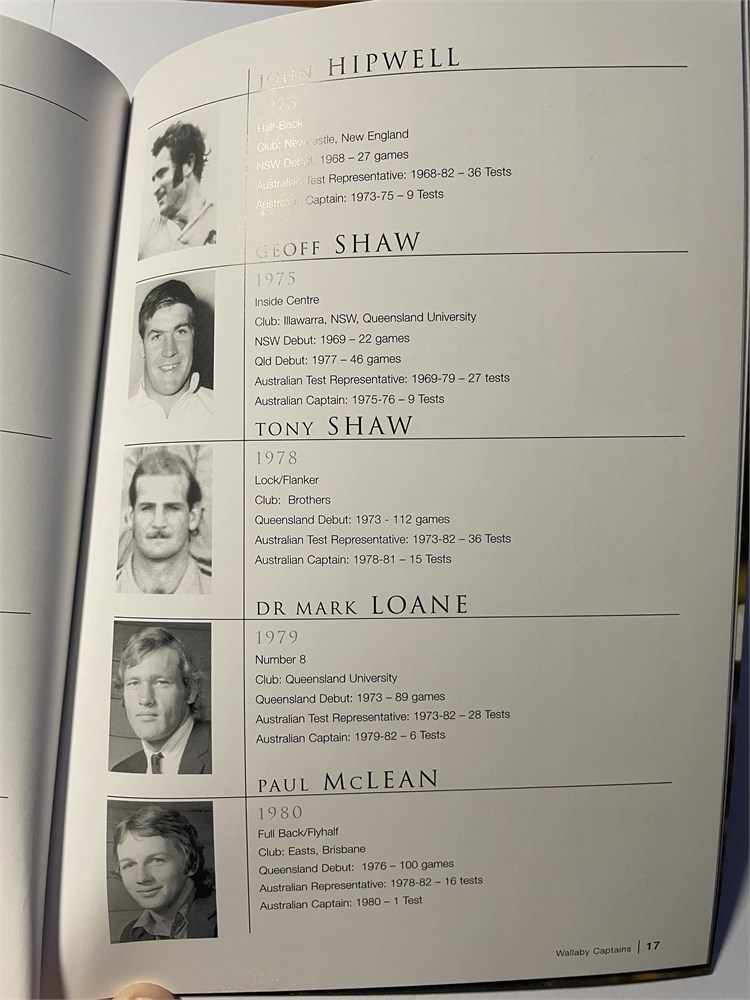 JOHN HIPWELL
1973
Half-Back
Club: Newcastle, New England
NSW Debut: 1968 – 27 games
Australian Test Representative: 1968-82 – 36 Tests
Australian Captain: 1973-75 – 9 Tests
GEOFF SHAW
1975
Inside Centre
Club: Illawarra, NSW, Queensland University
NSW Debut: 1969 – 22 games
Qld Debut: 1977 – 46 games
Australian Test Representative: 1969-79 – 27 tests
Australian Captain: 1975-76 – 9 Tests
TONY SHAW
1978
Lock/Flanker
Club: Brothers
Queensland Debut: 1973 - 112 games
Australian Test Representative: 1973-82 – 36 Tests
Australian Captain: 1978-81 – 15 Tests
DR MARK LOANE
1979
Number 8
Club: Queensland University
Queensland Debut: 1973 – 89 games
Australian Test Representative: 1973-82 – 28 Tests
Australian Captain: 1979-82 – 6 Tests
PAUL McLEAN
1980
Full Back/Flyhalf
Club: Easts, Brisbane
Queensland Debut: 1976 – 100 games
Australian Representative: 1978-82 – 16 tests
Australian Captain: 1980 – 1 Test
Wallaby Captains | 17